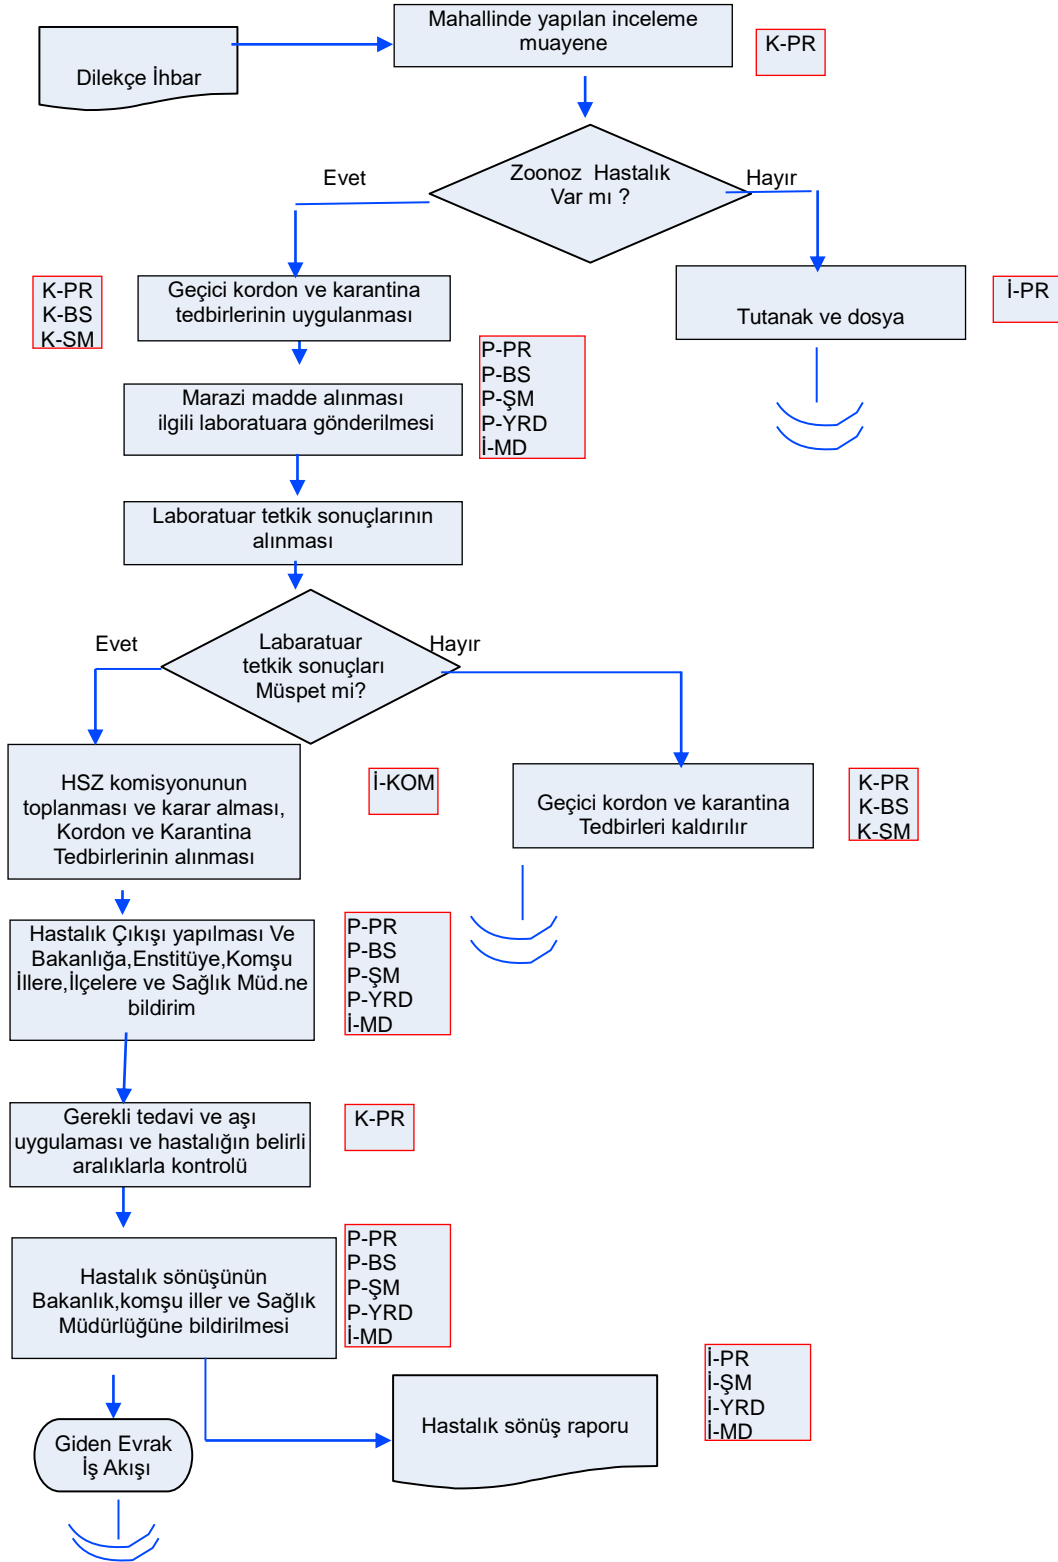 Mahallinde yapılan inceleme
muayene
K-PR
Dilekçe İhbar
Zoonoz  Hastalık
Var mı ?
Evet
Hayır
K-PR
K-BS
K-SM
Geçici kordon ve karantina
tedbirlerinin uygulanması
Tutanak ve dosya
İ-PR
Marazi madde alınması
ilgili laboratuara gönderilmesi
P-PR
P-BS
P-ŞM
P-YRD
İ-MD
Laboratuar tetkik sonuçlarının
alınması
Evet
Labaratuar
tetkik sonuçları
Müspet mi?
Hayır
HSZ komisyonunun
toplanması ve karar alması,
Kordon ve Karantina
Tedbirlerinin alınması
İ-KOM
Geçici kordon ve karantina
Tedbirleri kaldırılır
K-PR
K-BS
K-SM
Hastalık Çıkışı yapılması Ve
Bakanlığa,Enstitüye,Komşu
İllere,İlçelere ve Sağlık Müd.ne
bildirim
P-PR
P-BS
P-ŞM
P-YRD
İ-MD
Gerekli tedavi ve aşı
uygulaması ve hastalığın belirli
aralıklarla kontrolü
K-PR
Hastalık sönüşünün
Bakanlık,komşu iller ve Sağlık
Müdürlüğüne bildirilmesi
P-PR
P-BS
P-ŞM
P-YRD
İ-MD
Giden Evrak
İş Akışı
Hastalık sönüş raporu
İ-PR
İ-ŞM
İ-YRD
İ-MD